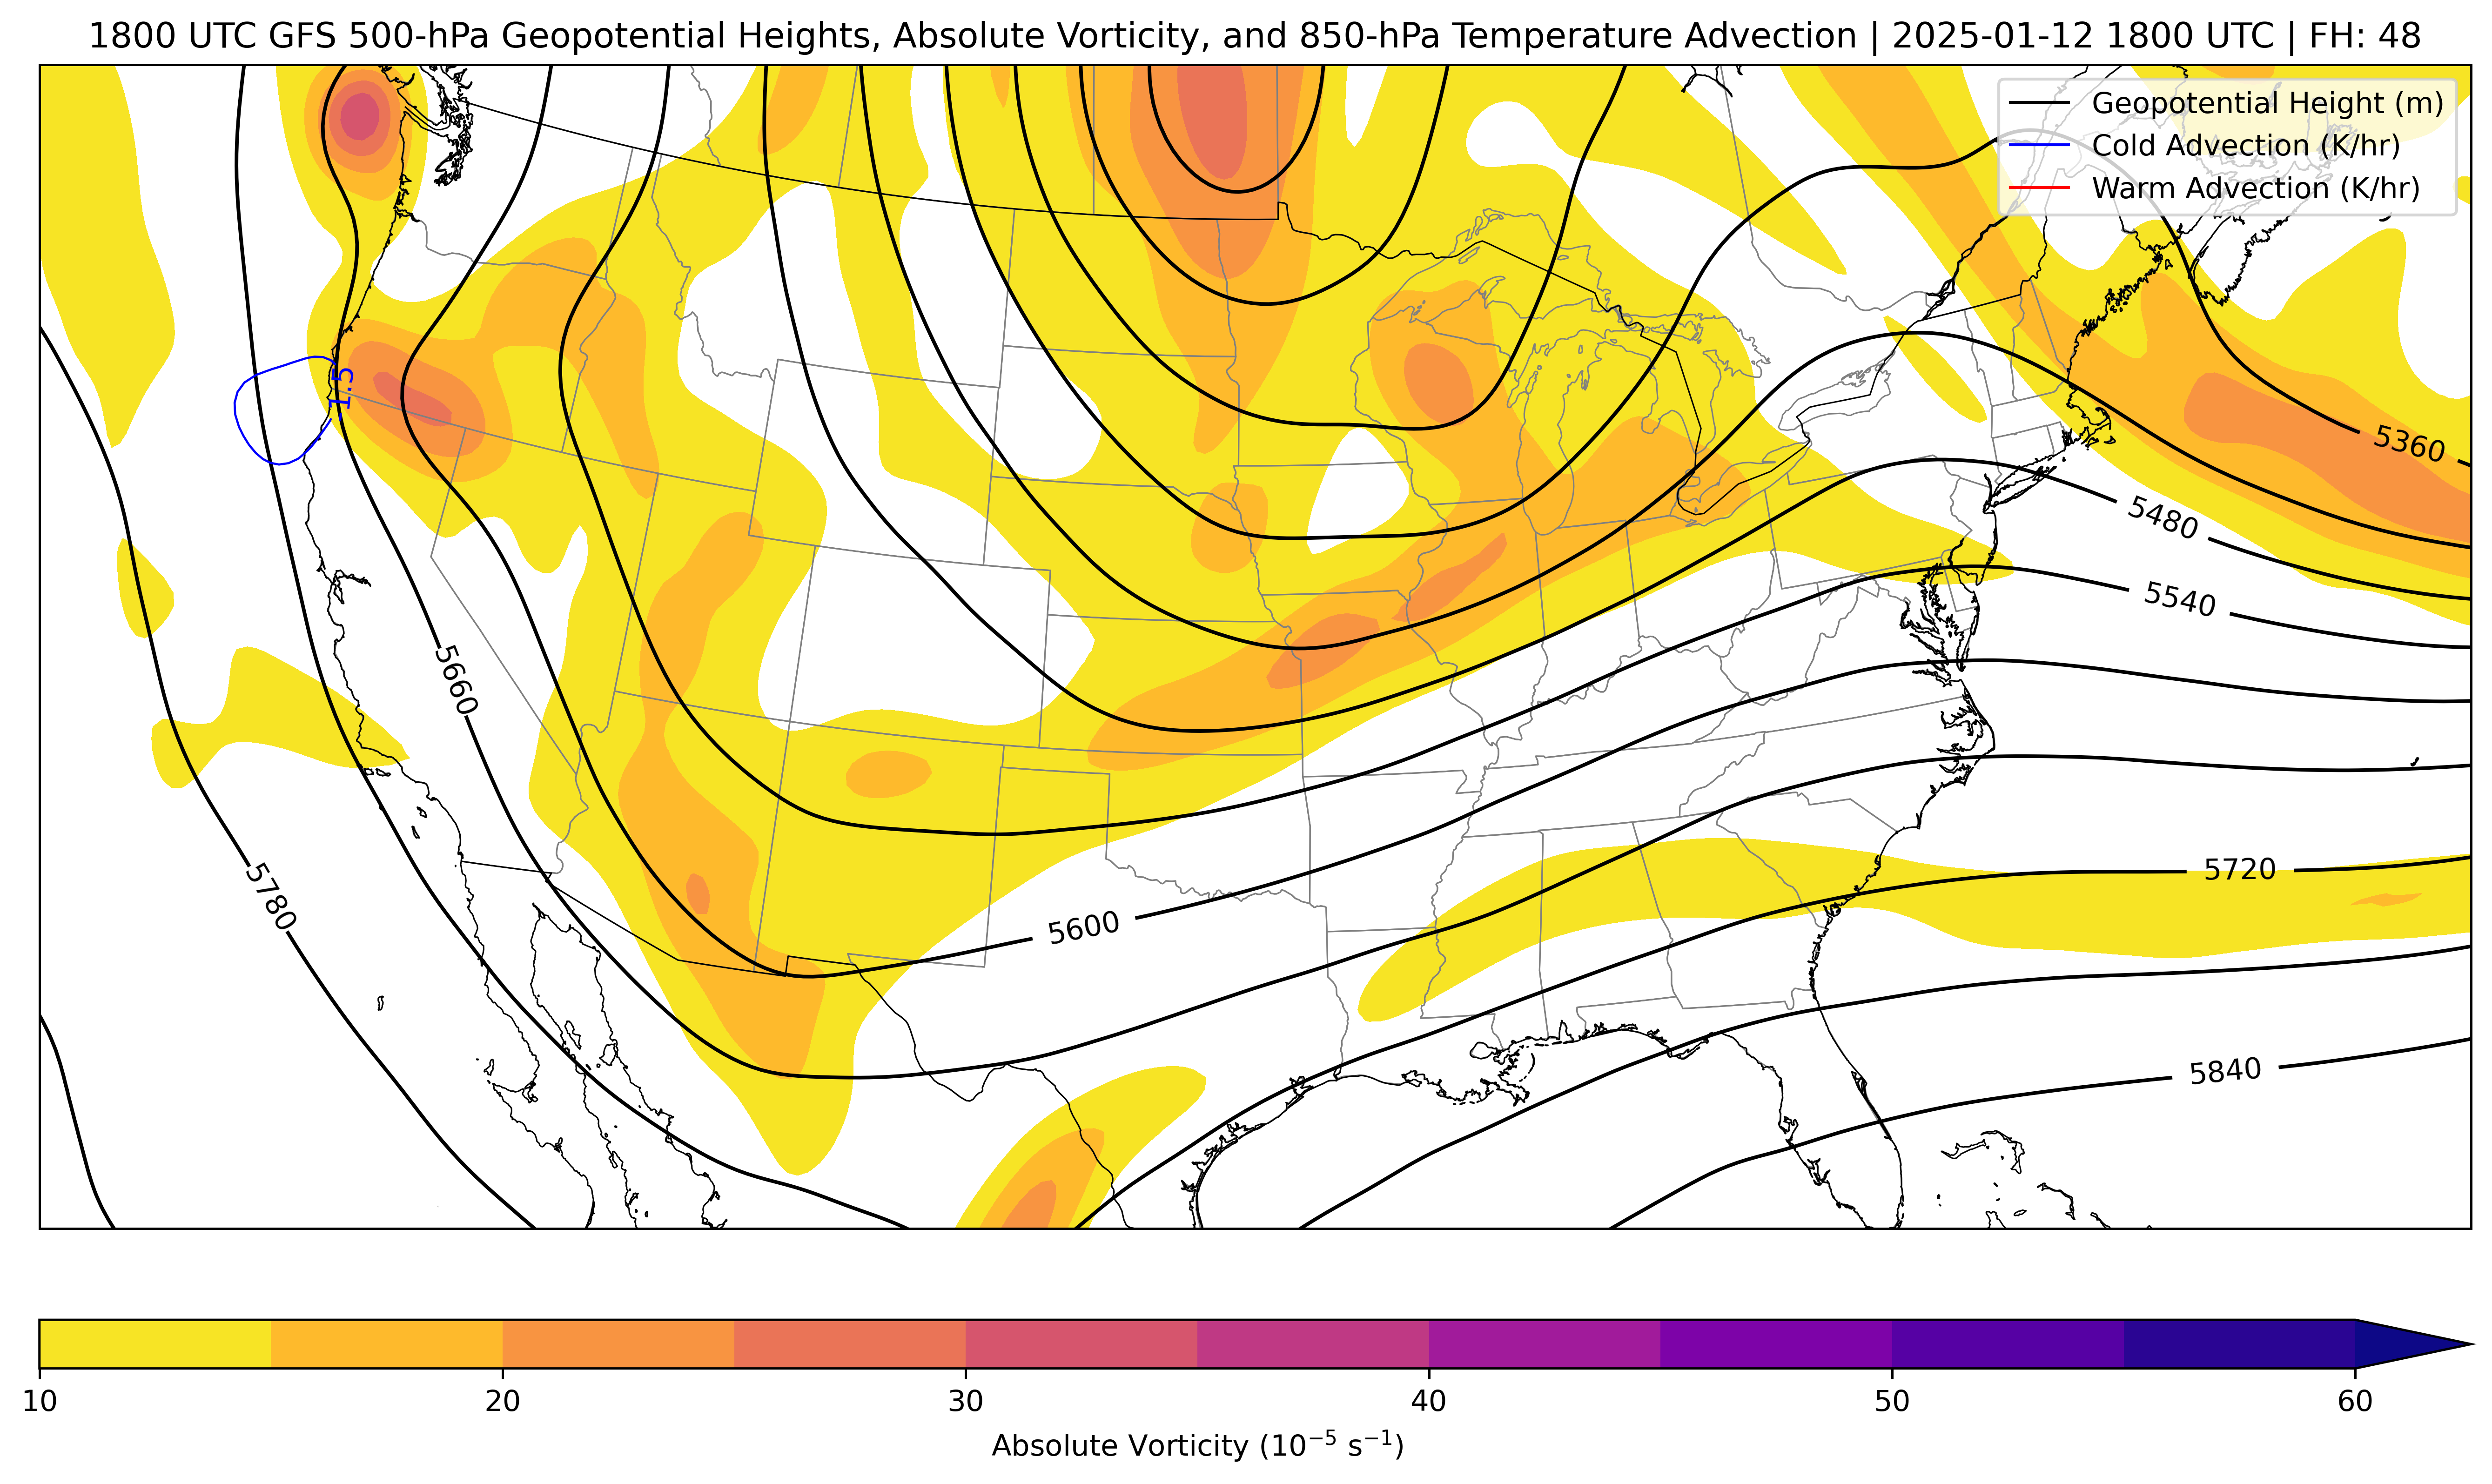 1800 UTC GFS 500-hPa Geopotential Heights, Absolute Vorticity, and 850-hPa Temperature Advection | 2025-01-12 1800 UTC | FH: 48
Geopotential Height (m)
Cold Advection (K/hr)
Warm Advection (K/hr)
1.5
5360
5480
5540
5660
5720
5780
5600
5840
10 20 30 40 50 60
Absolute Vorticity (10⁻⁵ s⁻¹)